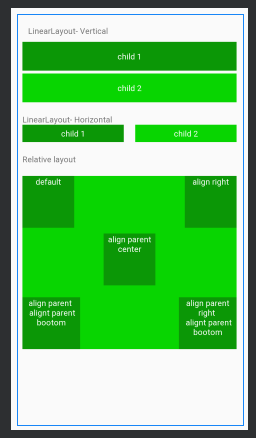 LinearLayout- Vertical
child 1
child 2
LinearLayout- Horizontal
child 1 child 2
Relative layout
default
align right
align parent
center
align parent
alignt parent
bootom
align parent
right
alignt parent
bootom